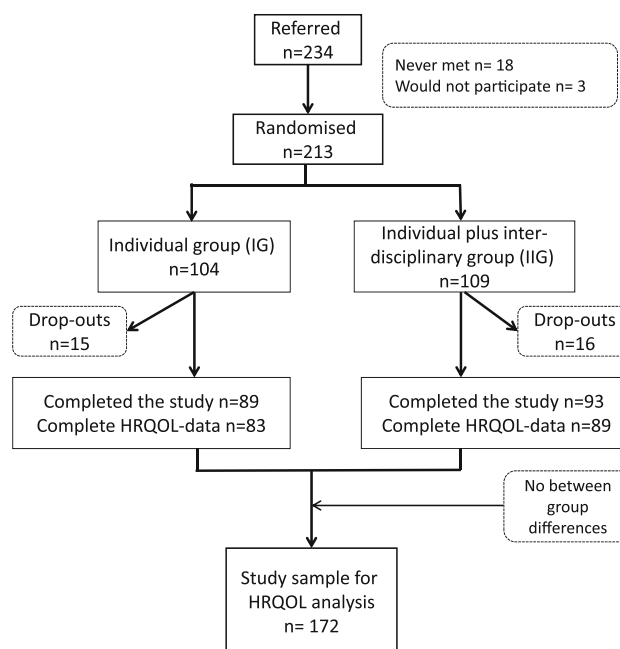 Referred
n=234
Never met n= 18
Would not participate n= 3
Randomised
n=213
Individual group (IG)
n=104
Individual plus inter-
disciplinary group (IIG)
n=109
Drop-outs
n=15
Drop-outs
n=16
Completed the study n=89
Complete HRQOL-data n=83
Completed the study n=93
Complete HRQOL-data n=89
No between
group
differences
Study sample for
HRQOL analysis
n= 172